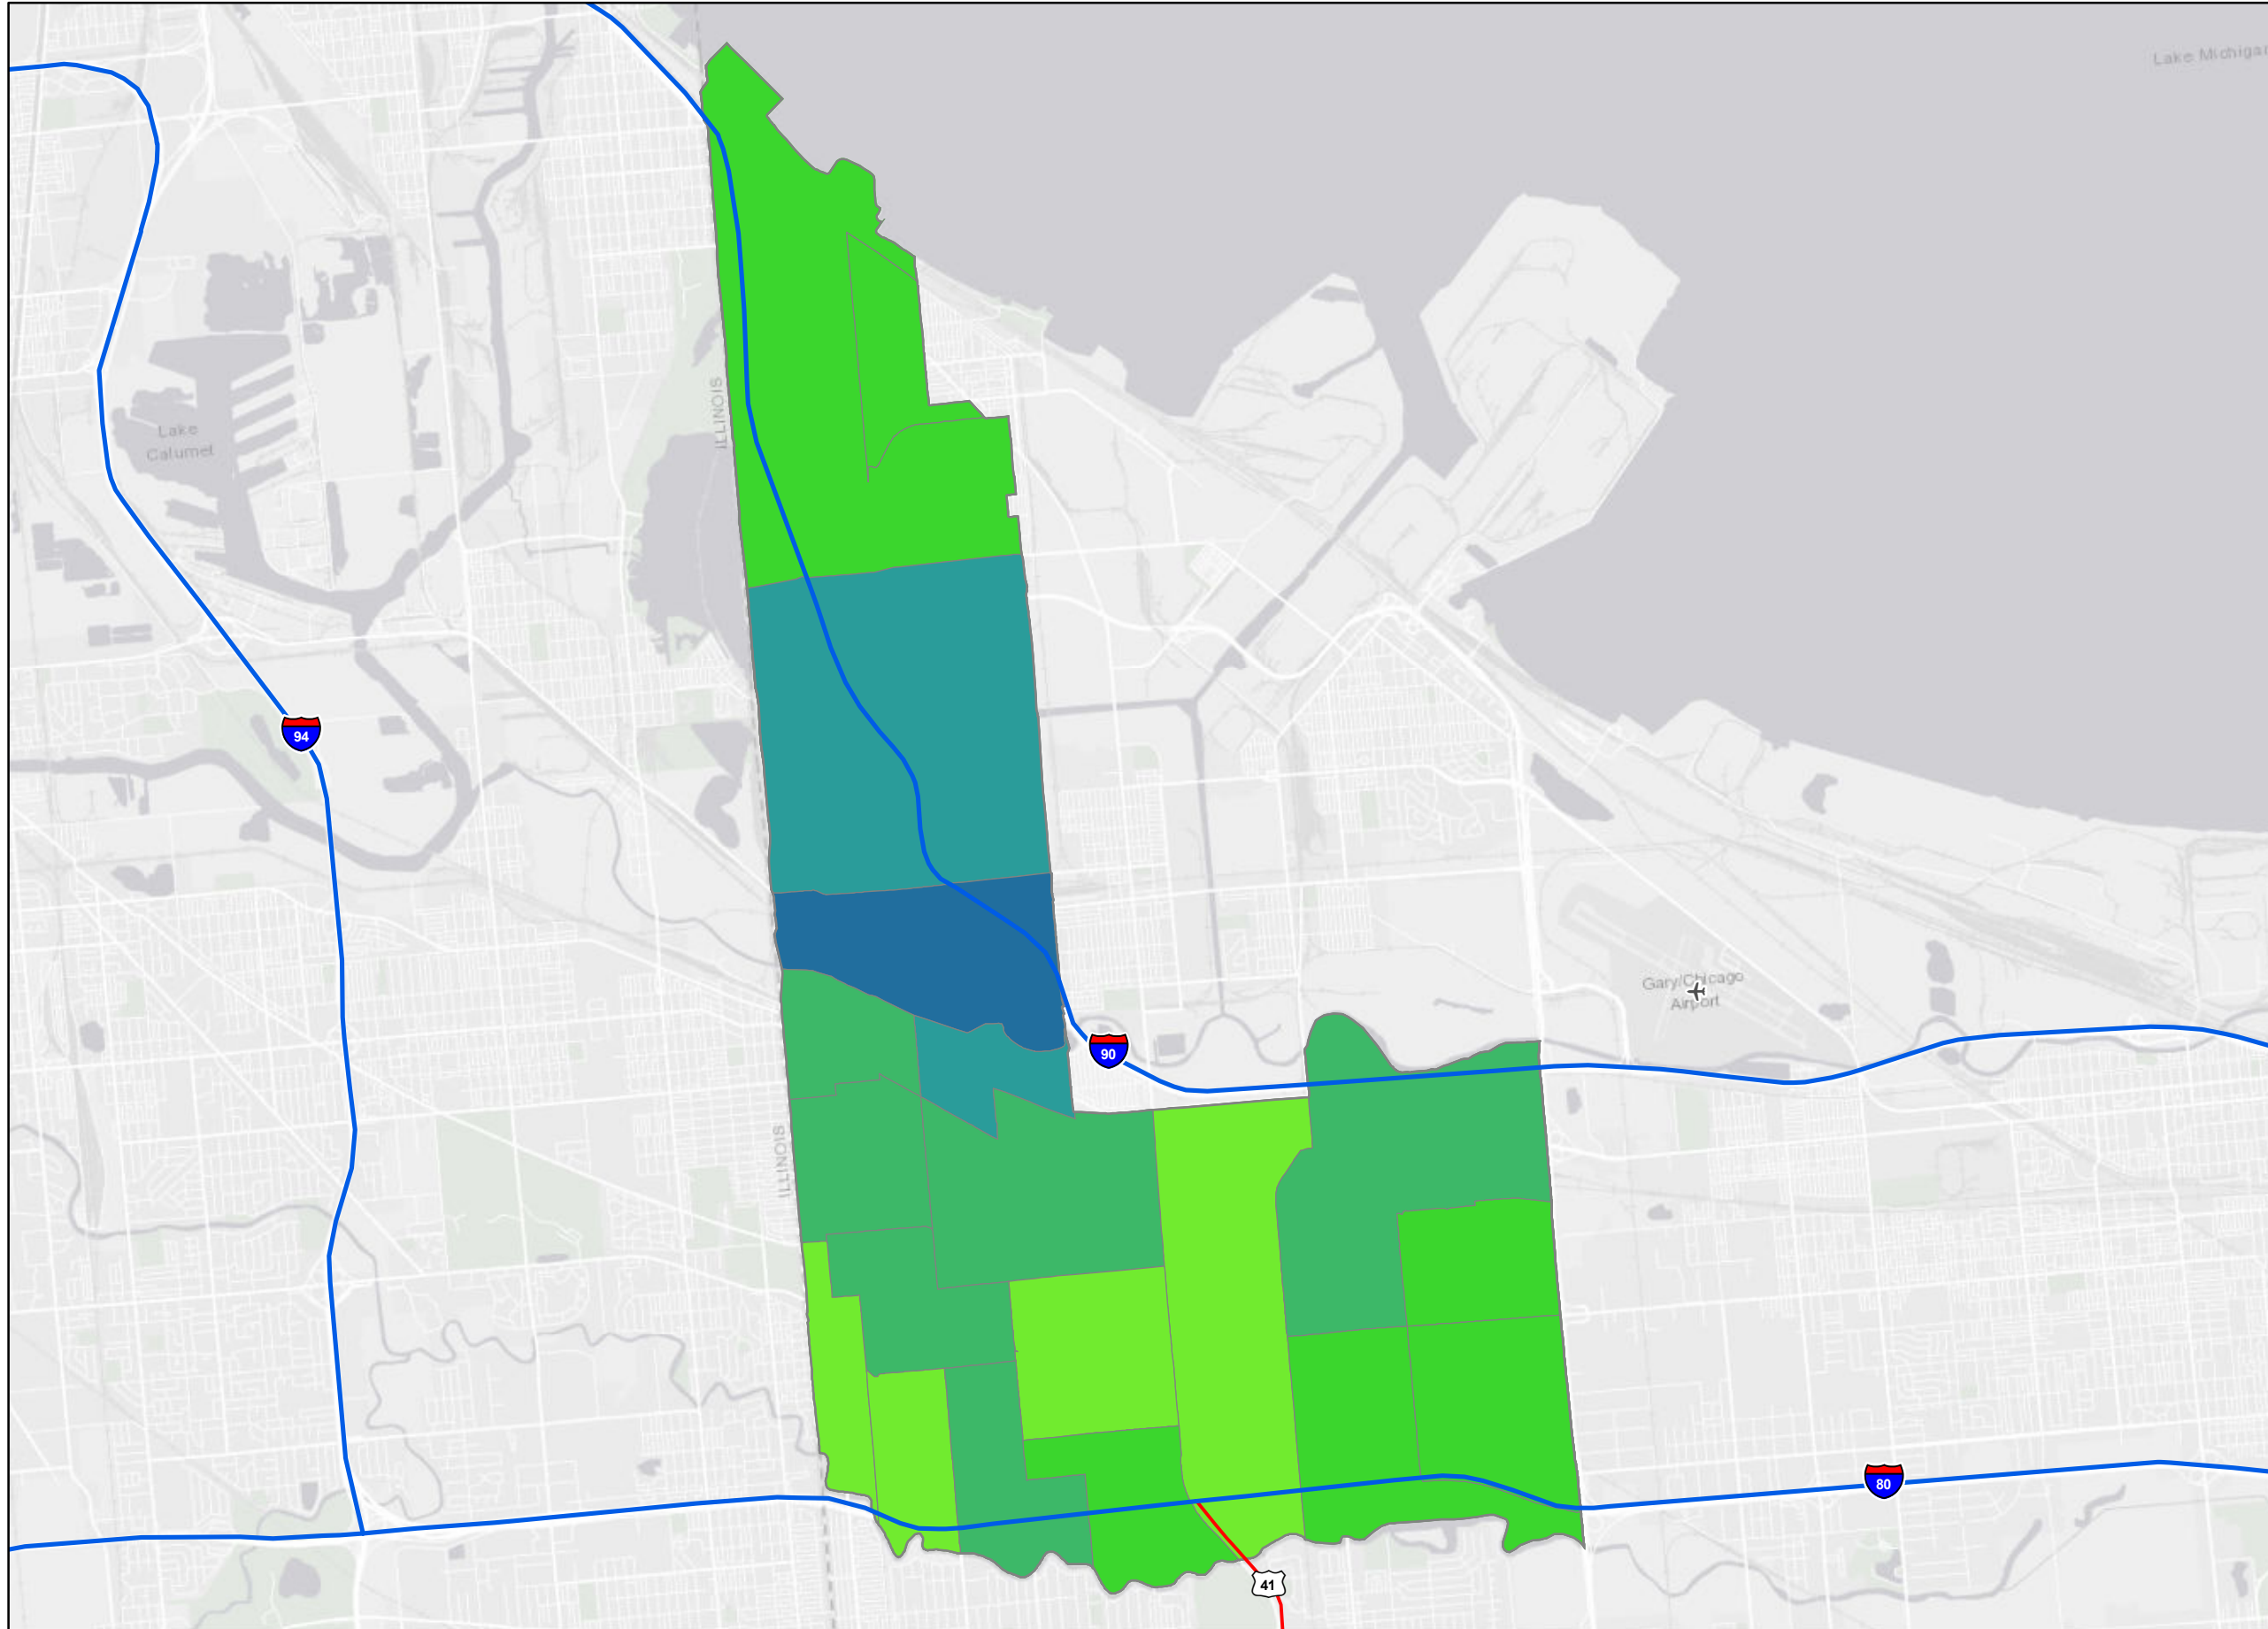 Lake Michigan
ILLINOIS
Lake
Calumet
94
Gary/Chicago
Airport
90
ILLINOIS
80
41